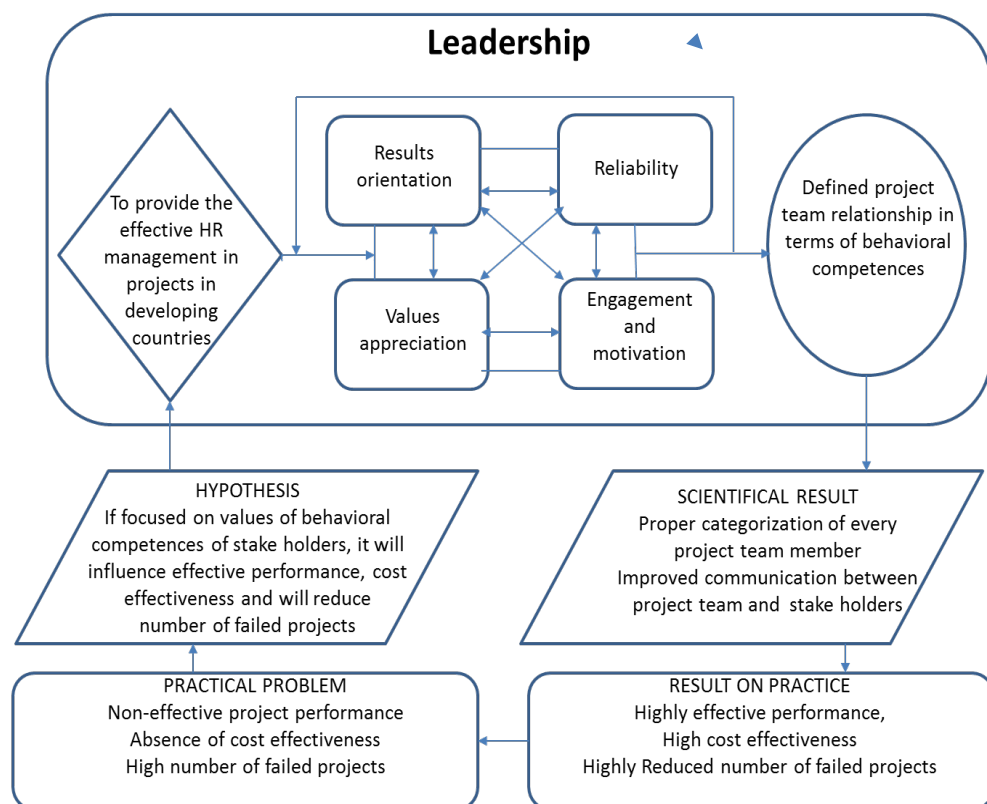 Leadership
To provide the
effective HR
management in
projects in
developing
countries
Results
orientation
Reliability
Values
appreciation
Engagement
and
motivation
Defined project
team relationship in
terms of behavioral
competences
HYPOTHESIS
If focused on values of behavioral
competences of stake holders, it will
influence effective performance, cost
effectiveness and will reduce
number of failed projects
SCIENTIFICAL RESULT
Proper categorization of every
project team member
Improved communication between
project team and stake holders
PRACTICAL PROBLEM
Non-effective project performance
Absence of cost effectiveness
High number of failed projects
RESULT ON PRACTICE
Highly effective performance,
High cost effectiveness
Highly Reduced number of failed projects